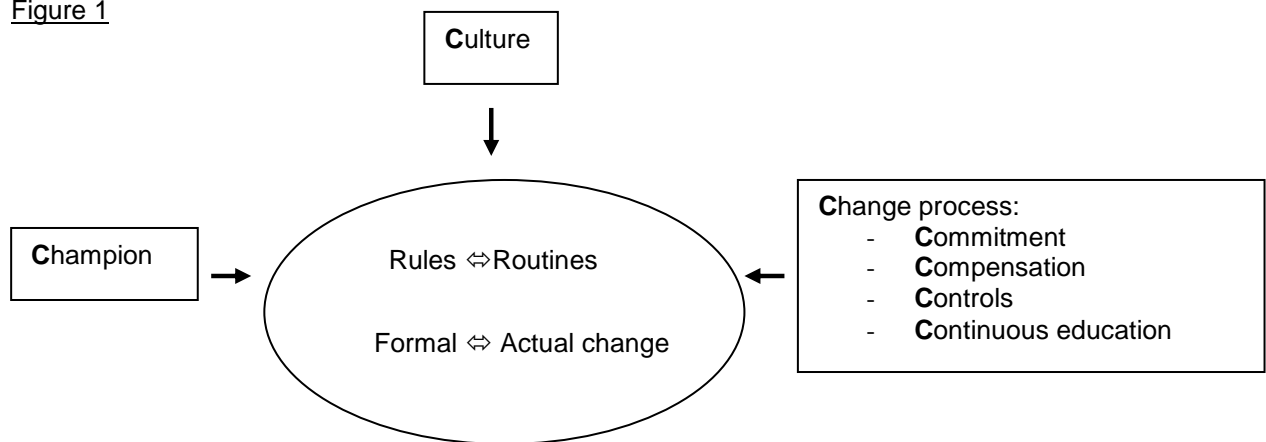 Figure 1
Culture
Champion
Rules ⇔Routines
Formal ⇔ Actual change
Change process:
- Commitment
- Compensation
- Controls
- Continuous education